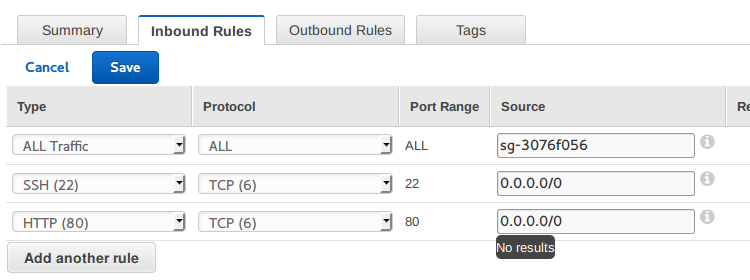 Summary Inbound Rules Outbound Rules Tags
Cancel Save
Type Protocol Port Range Source Re
ALL Traffic ALL ALL sg-3076f056
SSH (22) TCP (6) 22 0.0.0.0/0
HTTP (80) TCP (6) 80 0.0.0.0/0
No results
Add another rule